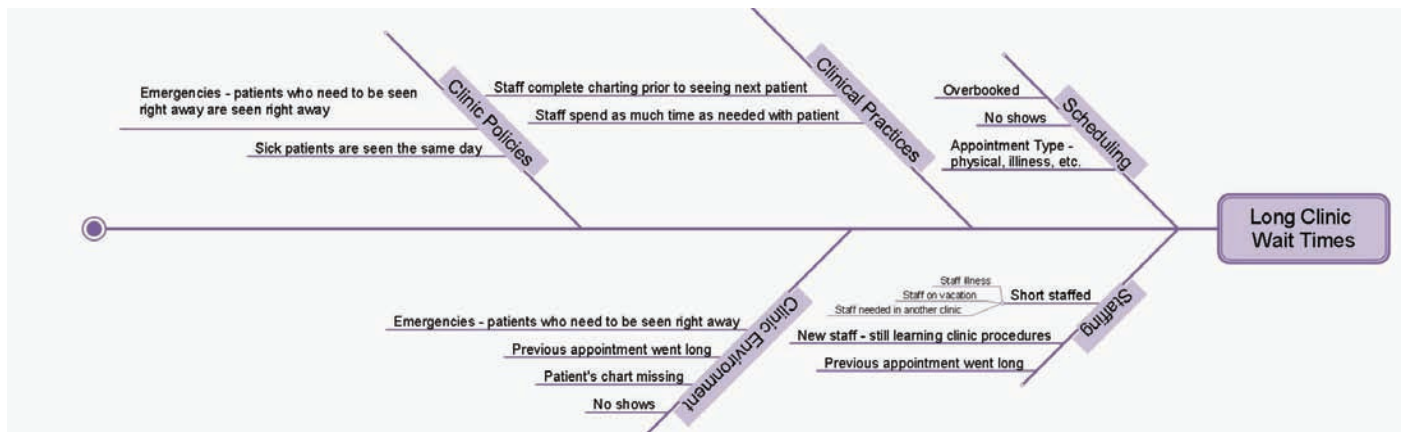 Clinic Policies
Emergencies - patients who need to be seen
right away are seen right away
Sick patients are seen the same day
Clinical Practices
Staff complete charting prior to seeing next patient
Staff spend as much time as needed with patient
Scheduling
Overbooked
No shows
Appointment Type -
physical, illness, etc.
Long Clinic
Wait Times
Clinic Environment
Emergencies - patients who need to be seen right away
Previous appointment went long
Patient's chart missing
No shows
Staffing
Staff illness
Staff on vacation
Staff needed in another clinic
Short staffed
New staff - still learning clinic procedures
Previous appointment went long